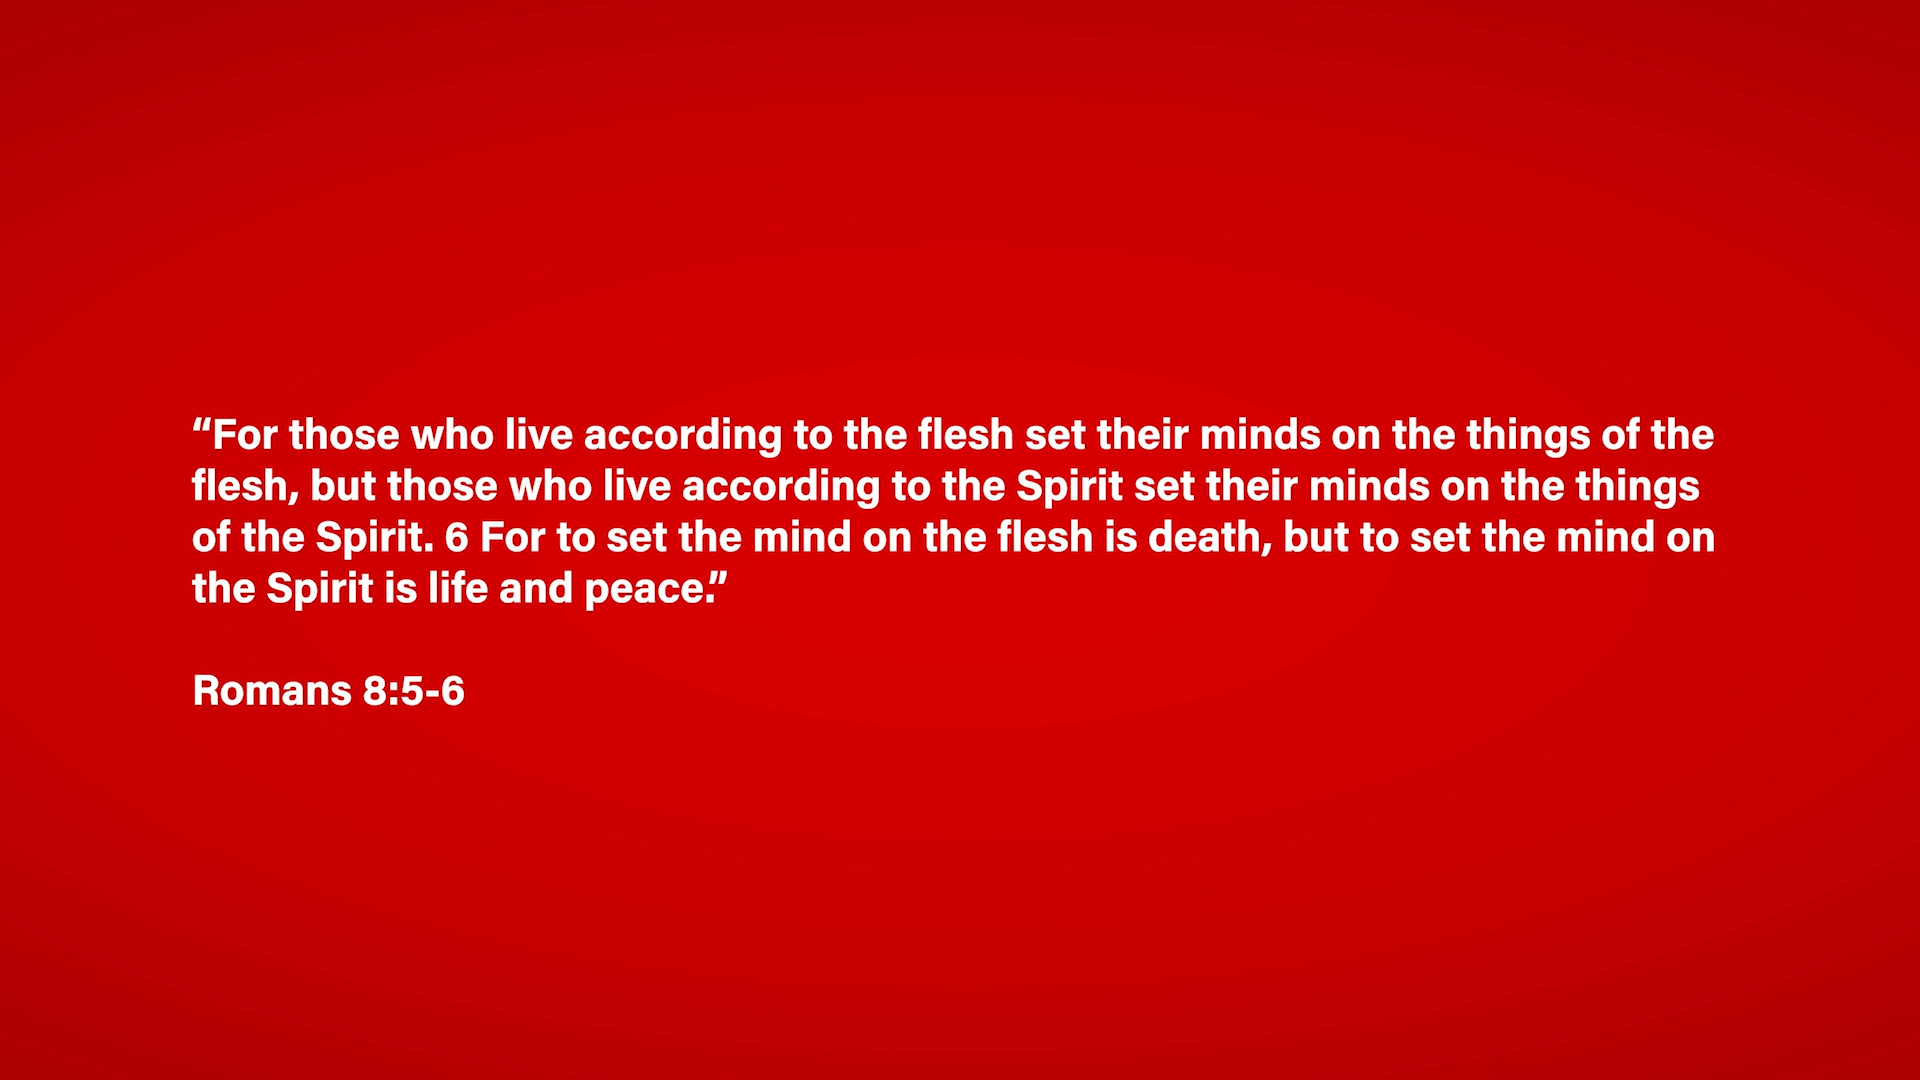 “For those who live according to the flesh set their minds on the things of the
flesh, but those who live according to the Spirit set their minds on the things
of the Spirit. 6 For to set the mind on the flesh is death, but to set the mind on
the Spirit is life and peace.”
Romans 8:5-6